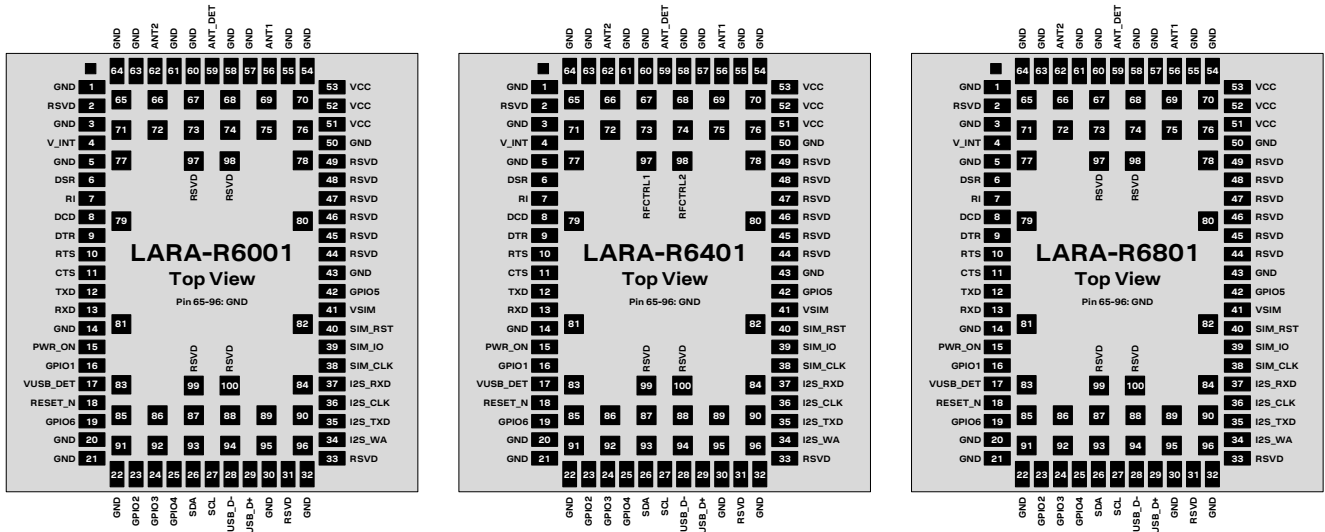 GND GND ANT2 GND GND ANT_DET GND GND ANT1 GND GND
64 63 62 61 60 59 58 57 56 55 54
GND 1 53 VCC
RSVD 2 65 66 67 68 69 70 52 VCC
GND 3 71 72 73 74 75 76 51 VCC
V_INT 4 50 GND
GND 5 77 97 98 78 49 RSVD
DSR 6 RSVD RSVD 48 RSVD
RI 7 47 RSVD
DCD 8 79 80 46 RSVD
DTR 9 45 RSVD
RTS 10 44 RSVD
LARA-R6001
CTS 11 43 GND
Top View
TXD 12 42 GPIO5
Pin 65-96: GND
RXD 13 41 VSIM
GND 14 81 82 40 SIM_RST
PWR_ON 15 39 SIM_IO
GPIO1 16 RSVD RSVD 38 SIM_CLK
VUSB_DET 17 83 99 100 84 37 I2S_RXD
RESET_N 18 36 I2S_CLK
GPIO6 19 85 86 87 88 89 90 35 I2S_TXD
GND 20 91 92 93 94 95 96 34 I2S_WA
GND 21 33 RSVD
22 23 24 25 26 27 28 29 30 31 32
GND GPIO2 GPIO3 GPIO4 SDA SCL USB_D- USB_D+ GND RSVD GND
GND GND ANT2 GND GND ANT_DET GND GND ANT1 GND GND
64 63 62 61 60 59 58 57 56 55 54
GND 1 53 VCC
RSVD 2 65 66 67 68 69 70 52 VCC
GND 3 71 72 73 74 75 76 51 VCC
V_INT 4 50 GND
GND 5 77 97 98 78 49 RSVD
DSR 6 RFCTRL1 RFCTRL2 48 RSVD
RI 7 47 RSVD
DCD 8 79 80 46 RSVD
DTR 9 45 RSVD
RTS 10 44 RSVD
LARA-R6401
CTS 11 43 GND
Top View
TXD 12 42 GPIO5
Pin 65-96: GND
RXD 13 41 VSIM
GND 14 81 82 40 SIM_RST
PWR_ON 15 39 SIM_IO
GPIO1 16 RSVD RSVD 38 SIM_CLK
VUSB_DET 17 83 99 100 84 37 I2S_RXD
RESET_N 18 36 I2S_CLK
GPIO6 19 85 86 87 88 89 90 35 I2S_TXD
GND 20 91 92 93 94 95 96 34 I2S_WA
GND 21 33 RSVD
22 23 24 25 26 27 28 29 30 31 32
GND GPIO2 GPIO3 GPIO4 SDA SCL USB_D- USB_D+ GND RSVD GND
GND GND ANT2 GND GND ANT_DET GND GND ANT1 GND GND
64 63 62 61 60 59 58 57 56 55 54
GND 1 53 VCC
RSVD 2 65 66 67 68 69 70 52 VCC
GND 3 71 72 73 74 75 76 51 VCC
V_INT 4 50 GND
GND 5 77 97 98 78 49 RSVD
DSR 6 RSVD RSVD 48 RSVD
RI 7 47 RSVD
DCD 8 79 80 46 RSVD
DTR 9 45 RSVD
RTS 10 44 RSVD
LARA-R6801
CTS 11 43 GND
Top View
TXD 12 42 GPIO5
Pin 65-96: GND
RXD 13 41 VSIM
GND 14 81 82 40 SIM_RST
PWR_ON 15 39 SIM_IO
GPIO1 16 RSVD RSVD 38 SIM_CLK
VUSB_DET 17 83 99 100 84 37 I2S_RXD
RESET_N 18 36 I2S_CLK
GPIO6 19 85 86 87 88 89 90 35 I2S_TXD
GND 20 91 92 93 94 95 96 34 I2S_WA
GND 21 33 RSVD
22 23 24 25 26 27 28 29 30 31 32
GND GPIO2 GPIO3 GPIO4 SDA SCL USB_D- USB_D+ GND RSVD GND